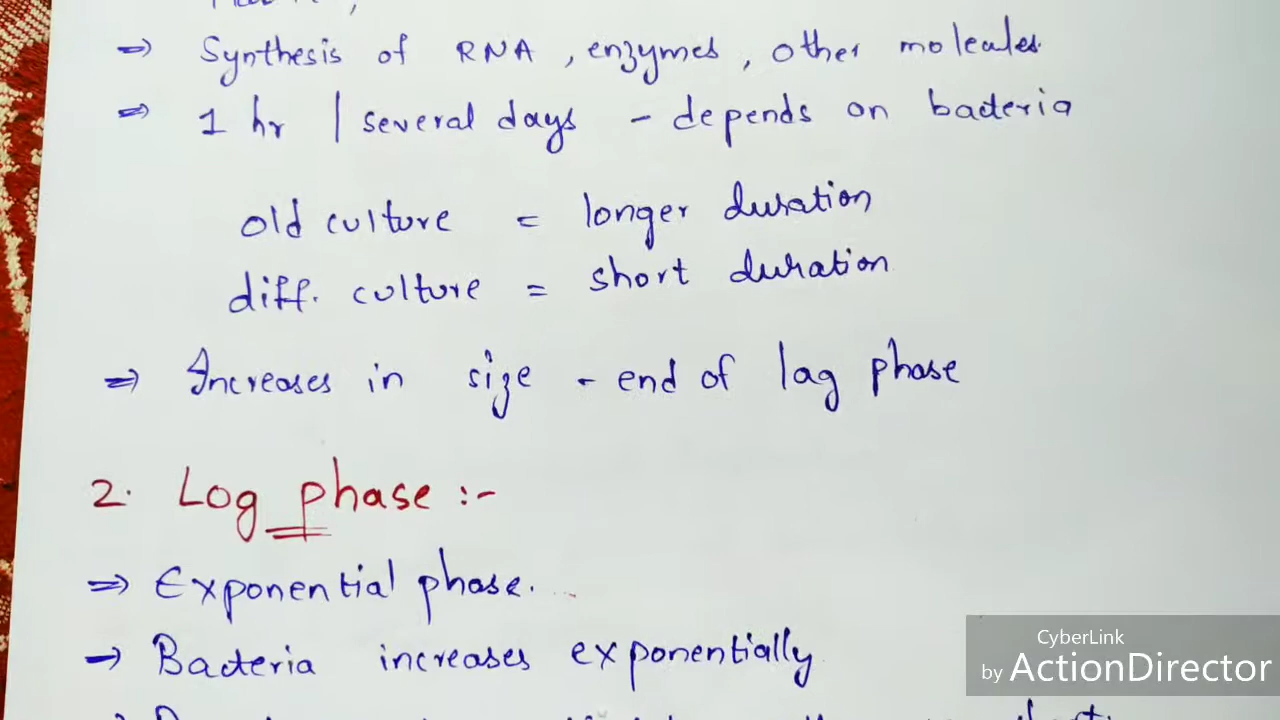 ⇒ Synthesis of RNA, enzymes, other molecules.
⇒ 1 hr | several days - depends on bacteria
old culture = longer duration
diff. culture = short duration
⇒ Increases in size - end of lag phase
2. Log phase :-
⇒ Exponential phase.
→ Bacteria increases exponentially
CyberLink
by ActionDirector